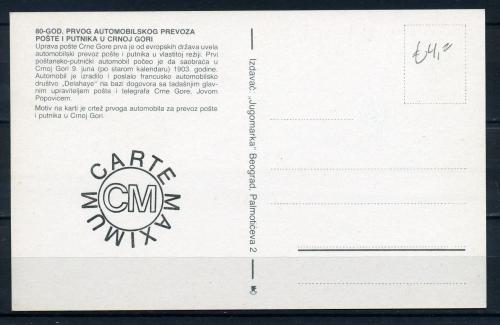 80-GOD. PRVOG AUTOMOBILSKOG PREVOZA
POŠTE I PUTNIKA U CRNOJ GORI
Uprava pošte Crne Gore prva je od evropskih država uvela
automobilski prevoz pošte i putnika u vlastitoj režiji. Prvi
poštansko-putnički automobil počeo je da saobraća u
Crnoj Gori 9. juna (po starom kalendaru) 1903. godine.
Automobil je izradilo i poslalo francusko automobilsko
društvo „Delahaye" na bazi dogovora sa tadašnjim glav-
nim upraviteljem pošta i telegrafa Crne Gore, Jovom
Popovićem.
Motiv na karti je crtež prvoga automobila za prevoz pošte
i putnika u Crnoj Gori.
CARTE MAXIMUM
CM
Izdavač: „Jugomarka" Beograd, Palmotićeva 2
€ 4,=